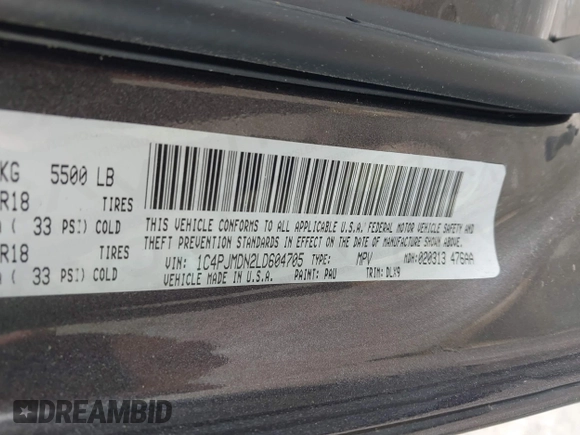 KG 5500 LB
R18 TIRES
( 33 PSI) COLD
R18 TIRES
( 33 PSI) COLD
THIS VEHICLE CONFORMS TO ALL APPLICABLE U.S.A. FEDERAL MOTOR VEHICLE SAFETY AND
THEFT PREVENTION STANDARDS IN EFFECT ON THE DATE OF MANUFACTURE SHOWN ABOVE.
VIN: 1C4PJMDN2LD604705 TYPE: MPV MDH:020313 476AA
VEHICLE MADE IN U.S.A. PAINT: PAU TRIM: DLX9
DREAMBID